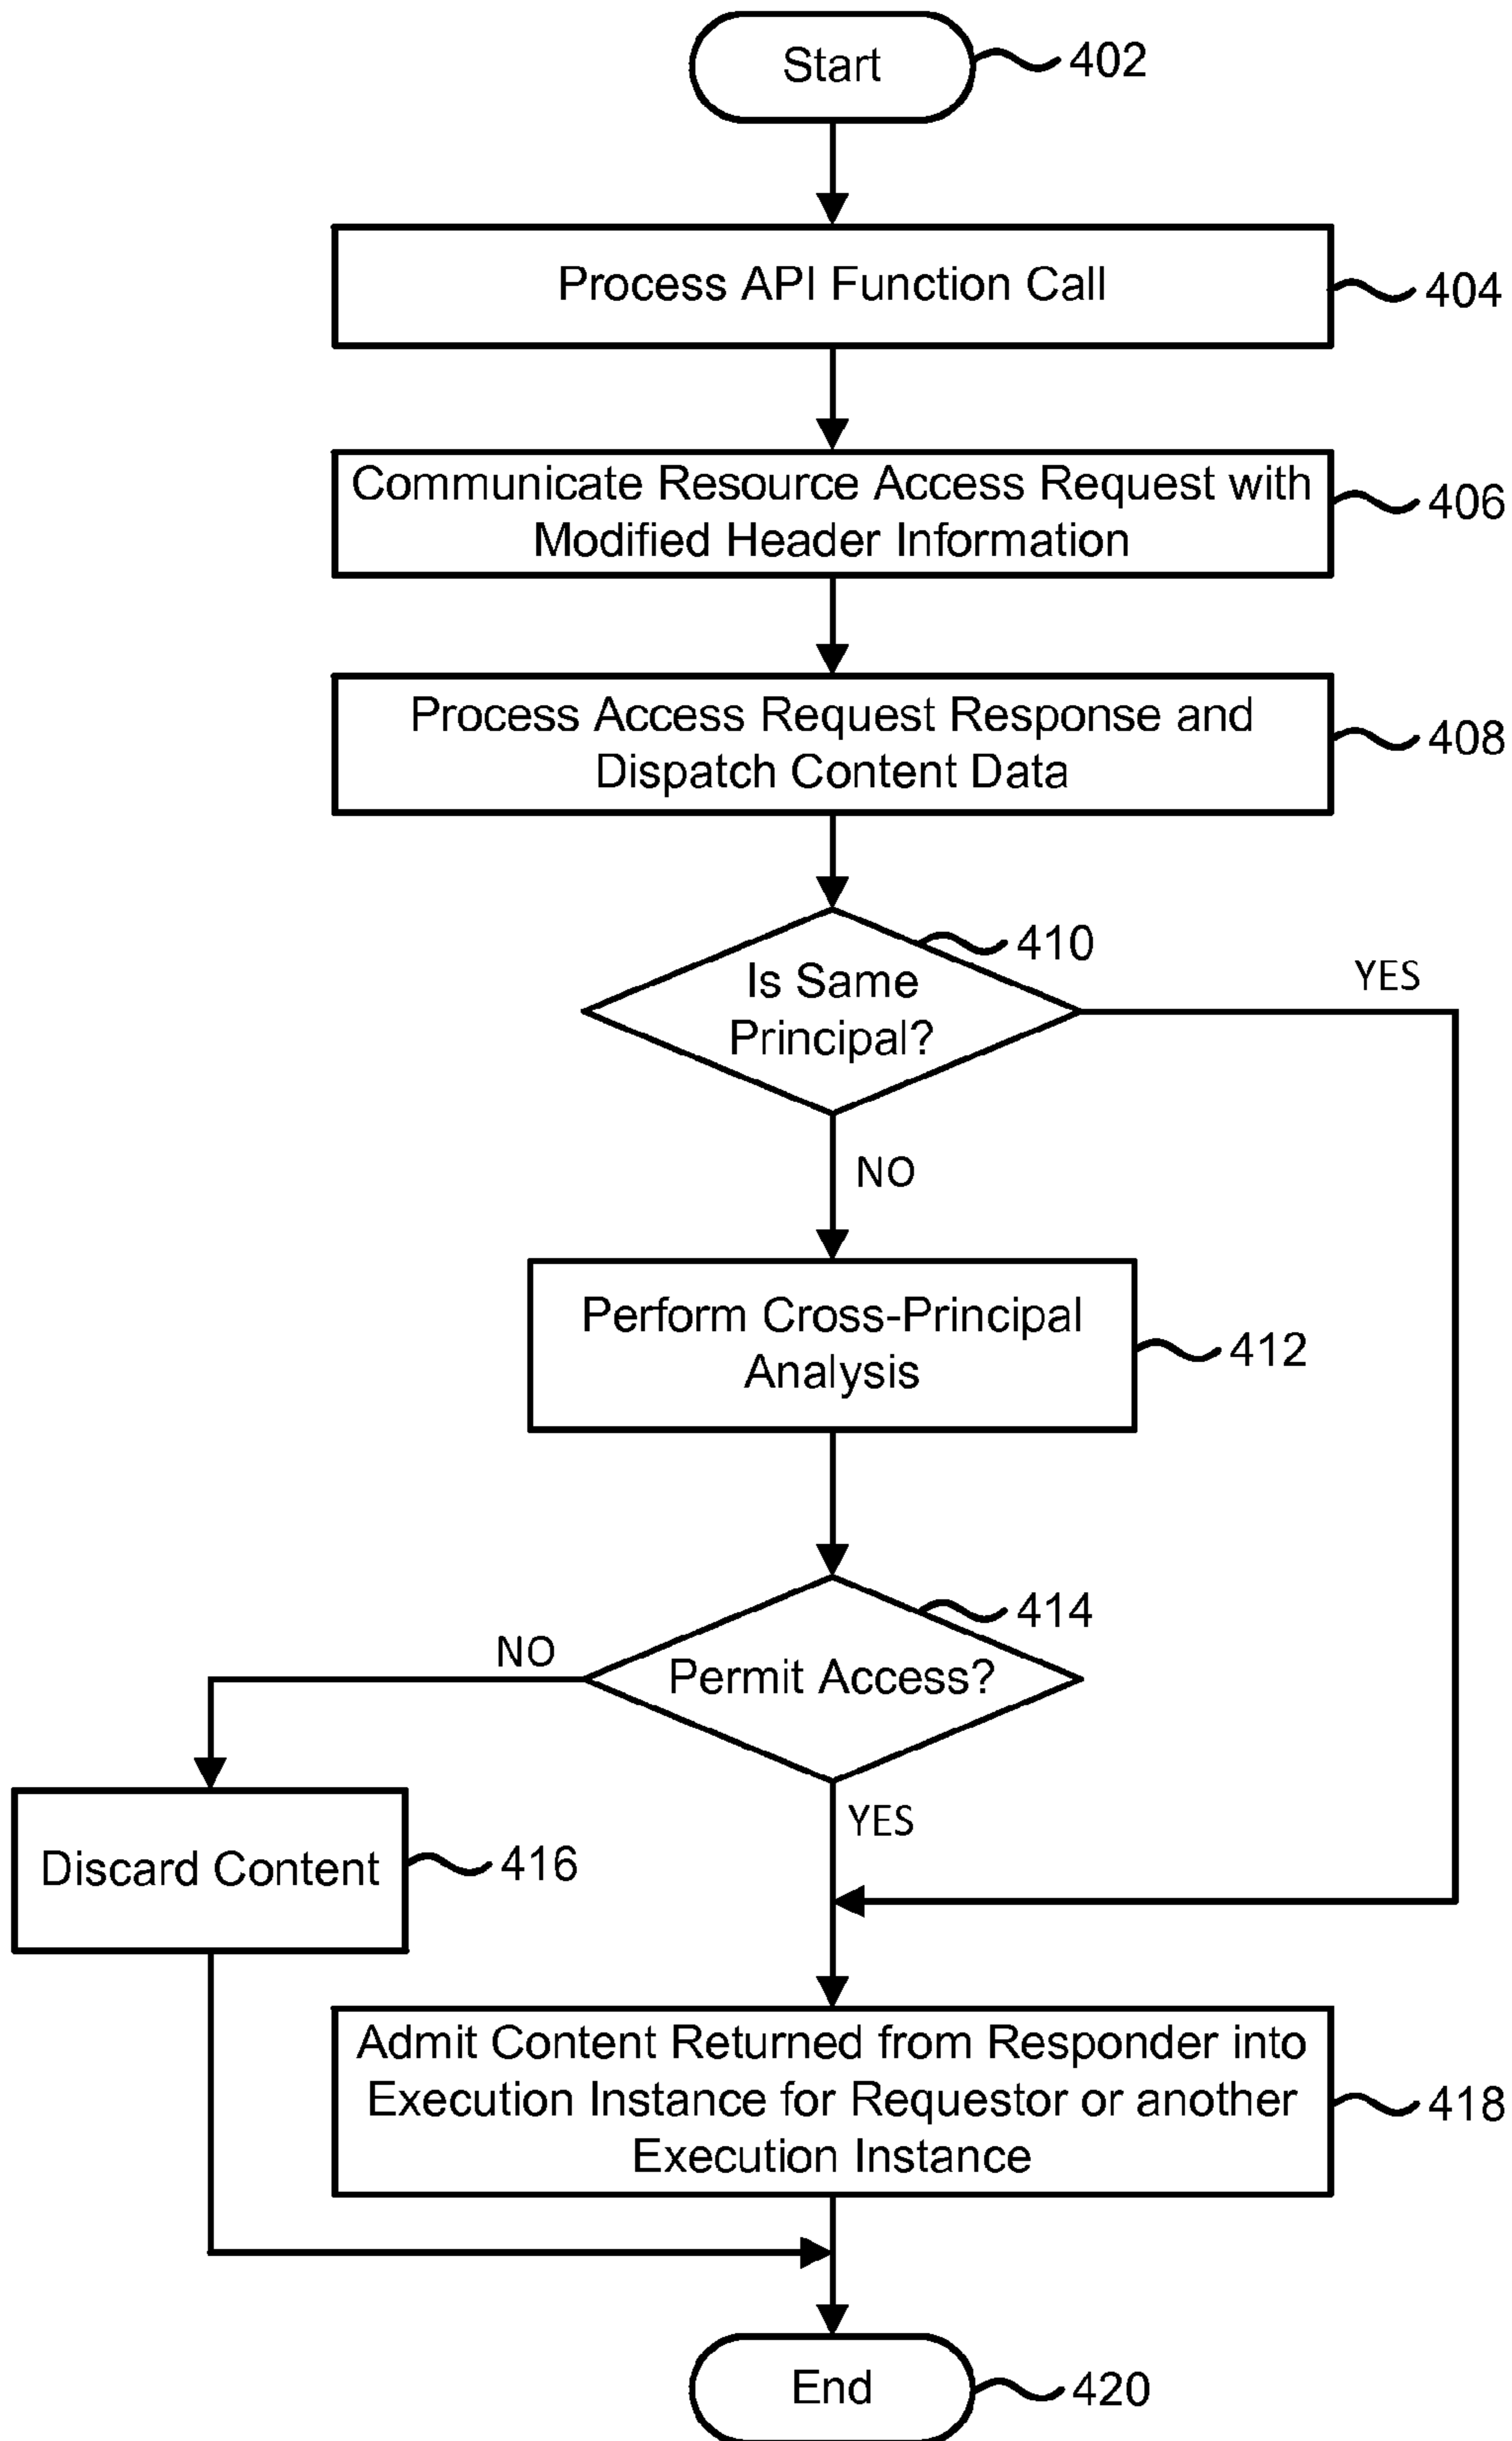 Start
402
Process API Function Call
404
Communicate Resource Access Request with
Modified Header Information
406
Process Access Request Response and
Dispatch Content Data
408
410
Is Same
Principal?
YES
NO
Perform Cross-Principal
Analysis
412
414
NO
Permit Access?
YES
Discard Content
416
Admit Content Returned from Responder into
Execution Instance for Requestor or another
Execution Instance
418
End
420